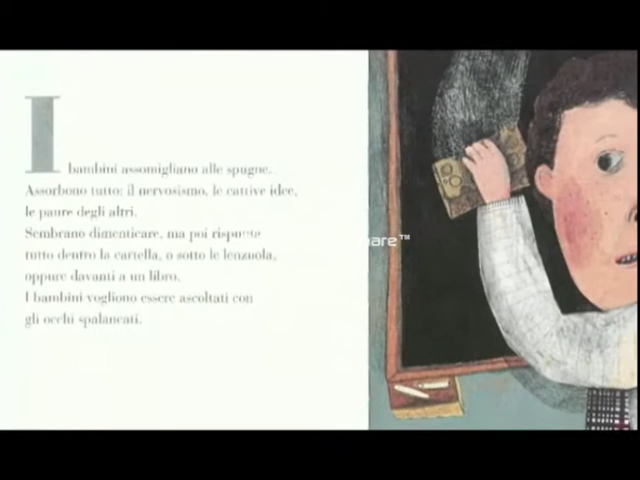 I bambini assomigliano alle spugne.
Assorbono tutto: il nervosismo, le cattive idee,
le paure degli altri.
Sembrano dimenticare, ma poi rispunta
tutto dentro la cartella, o sotto le lenzuola,
oppure davanti a un libro.
I bambini vogliono essere ascoltati con
gli occhi spalancati.